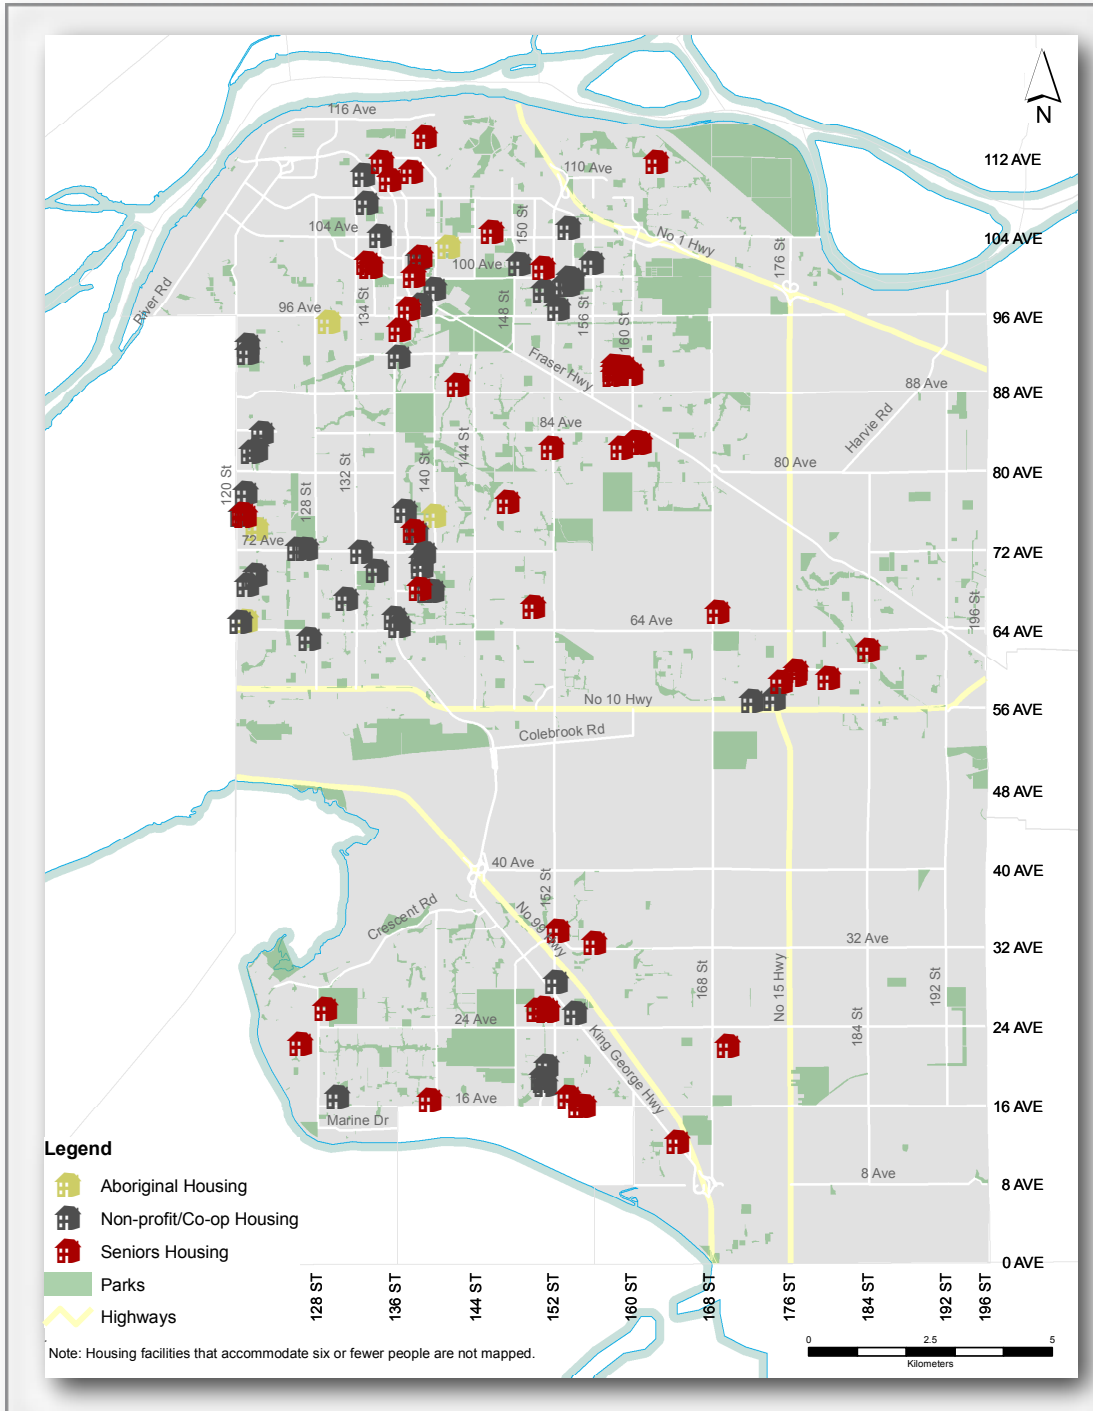 N
116 Ave
112 AVE
110 Ave
150 St
104 Ave
No 1 Hwy
104 AVE
176 St
100 Ave
River Rd
96 Ave
134 St
148 St
156 St
160 St
96 AVE
Fraser Hwy
88 Ave
88 AVE
84 Ave
Harvie Rd
144 St
120 St
132 St
140 St
128 St
80 Ave
80 AVE
72 Ave
72 AVE
64 Ave
196 St
64 AVE
No 10 Hwy
56 AVE
Colebrook Rd
48 AVE
40 Ave
40 AVE
152 St
Crescent Rd
No 99 Hwy
32 Ave
32 AVE
168 St
No 15 Hwy
192 St
184 St
24 Ave
24 AVE
King George Hwy
16 Ave
16 AVE
Marine Dr
Legend
8 Ave
8 AVE
Aboriginal Housing
Non-profit/Co-op Housing
Seniors Housing
0 AVE
Parks
Highways
128 ST
136 ST
144 ST
152 ST
160 ST
168 ST
176 ST
184 ST
192 ST
196 ST
0 2.5 5
Kilometers
Note: Housing facilities that accommodate six or fewer people are not mapped.